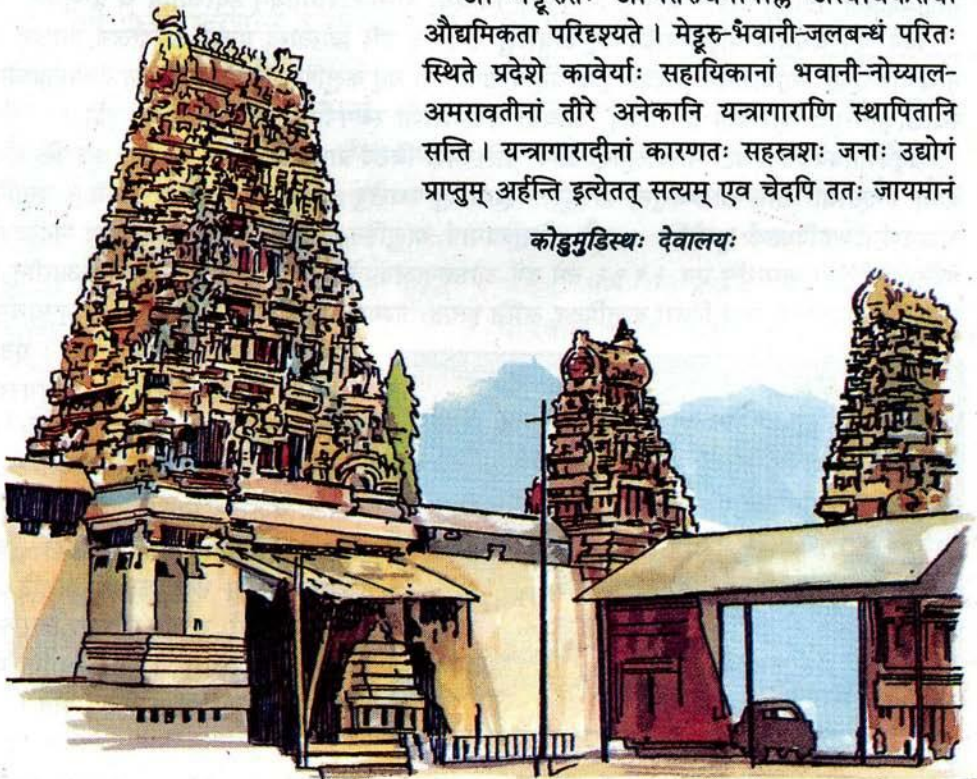 औद्यमिकता परिदृश्यते । मेट्टूरु-भवानी-जलबन्धं परितः
स्थिते प्रदेशे कावेर्याः सहायिकानां भवानी-नोय्याल-
अमरावतीनां तीरे अनेकानि यन्त्रागाराणि स्थापितानि
सन्ति । यन्त्रागारादीनां कारणतः सहस्त्रशः जनाः उद्योगं
प्राप्तुम् अर्हन्ति इत्येतत् सत्यम् एव चेदपि ततः जायमानं
कोडुमुडिस्थः देवालयः